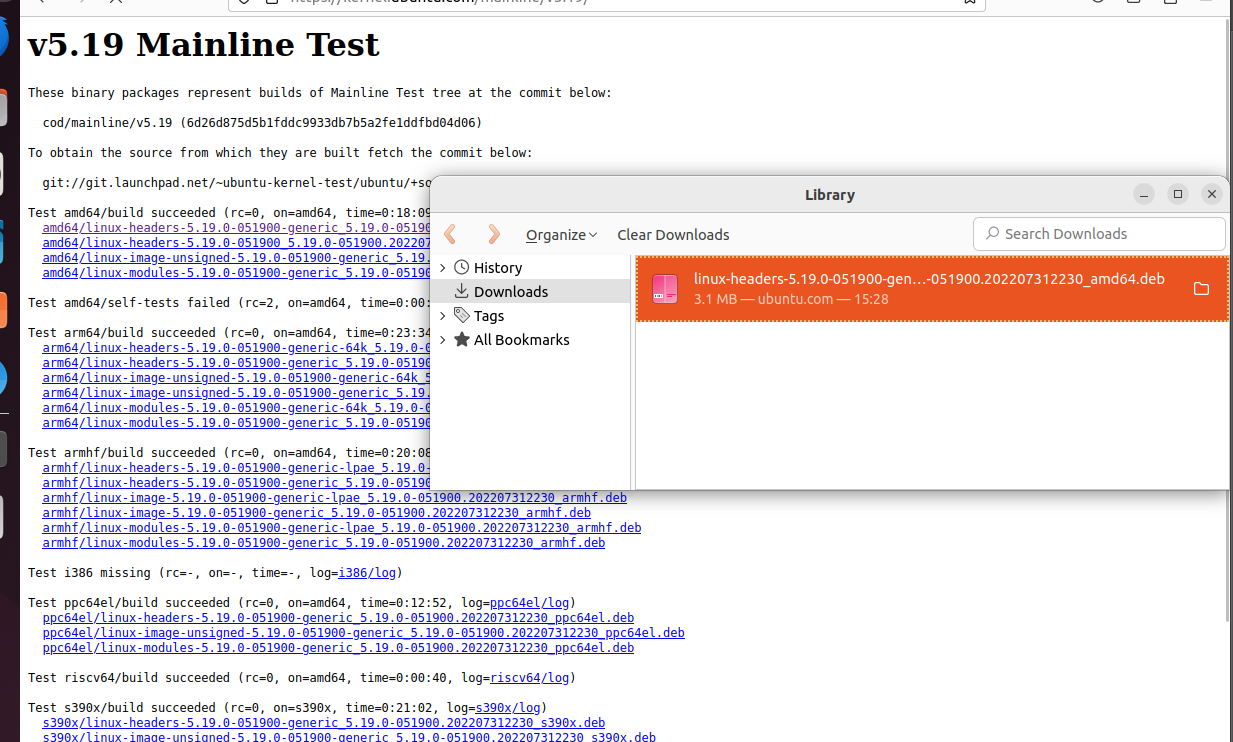 https://kernel.ubuntu.com/mainline/v5.19/
v5.19 Mainline Test
These binary packages represent builds of Mainline Test tree at the commit below:
cod/mainline/v5.19 (6d26d875d5b1fddc9933db7b5a2fe1ddfbd04d06)
To obtain the source from which they are built fetch the commit below:
git://git.launchpad.net/~ubuntu-kernel-test/ubuntu/+so
Test amd64/build succeeded (rc=0, on=amd64, time=0:18:09
amd64/linux-headers-5.19.0-051900-generic_5.19.0-051900
amd64/linux-headers-5.19.0-051900_5.19.0-051900.202207
amd64/linux-image-unsigned-5.19.0-051900-generic_5.19.
amd64/linux-modules-5.19.0-051900-generic_5.19.0-05190
Test amd64/self-tests failed (rc=2, on=amd64, time=0:00:
Test arm64/build succeeded (rc=0, on=amd64, time=0:23:34
arm64/linux-headers-5.19.0-051900-generic-64k_5.19.0-0
arm64/linux-headers-5.19.0-051900-generic_5.19.0-05190
arm64/linux-image-unsigned-5.19.0-051900-generic-64k_5
arm64/linux-image-unsigned-5.19.0-051900-generic_5.19.
arm64/linux-modules-5.19.0-051900-generic-64k_5.19.0-0
arm64/linux-modules-5.19.0-051900-generic_5.19.0-05190
Test armhf/build succeeded (rc=0, on=amd64, time=0:20:08
armhf/linux-headers-5.19.0-051900-generic-lpae_5.19.0-
armhf/linux-headers-5.19.0-051900-generic_5.19.0-05190
armhf/linux-image-5.19.0-051900-generic-lpae_5.19.0-051900.202207312230_armhf.deb
armhf/linux-image-5.19.0-051900-generic_5.19.0-051900.202207312230_armhf.deb
armhf/linux-modules-5.19.0-051900-generic-lpae_5.19.0-051900.202207312230_armhf.deb
armhf/linux-modules-5.19.0-051900-generic_5.19.0-051900.202207312230_armhf.deb
Test i386 missing (rc=-, on=-, time=-, log=i386/log)
Test ppc64el/build succeeded (rc=0, on=amd64, time=0:12:52, log=ppc64el/log)
ppc64el/linux-headers-5.19.0-051900-generic_5.19.0-051900.202207312230_ppc64el.deb
ppc64el/linux-image-unsigned-5.19.0-051900-generic_5.19.0-051900.202207312230_ppc64el.deb
ppc64el/linux-modules-5.19.0-051900-generic_5.19.0-051900.202207312230_ppc64el.deb
Test riscv64/build succeeded (rc=0, on=amd64, time=0:00:40, log=riscv64/log)
Test s390x/build succeeded (rc=0, on=s390x, time=0:21:02, log=s390x/log)
s390x/linux-headers-5.19.0-051900-generic_5.19.0-051900.202207312230_s390x.deb
s390x/linux-image-unsigned-5.19.0-051900-generic_5.19.0-051900.202207312230_s390x.deb
Library
Organize
Clear Downloads
Search Downloads
History
Downloads
Tags
All Bookmarks
linux-headers-5.19.0-051900-gen…-051900.202207312230_amd64.deb
3.1 MB — ubuntu.com — 15:28